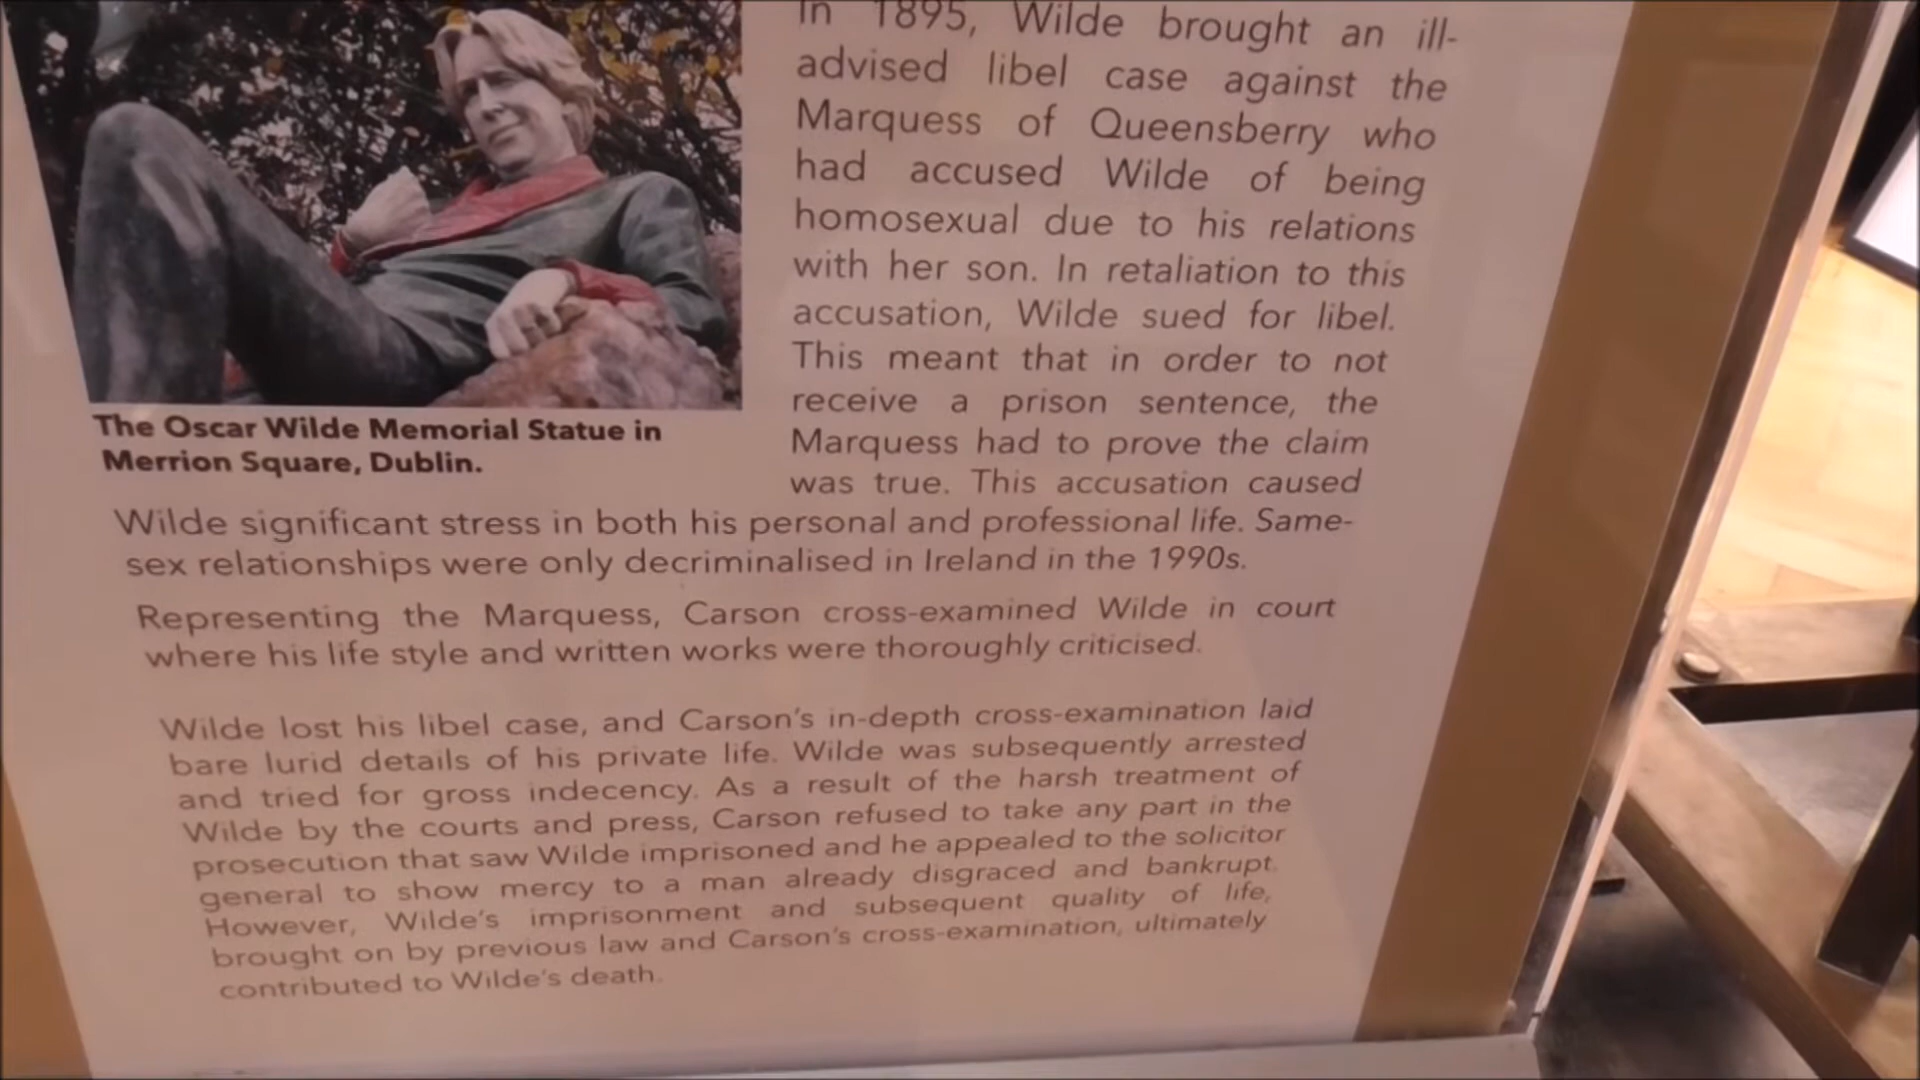 In 1895, Wilde brought an ill-
advised libel case against the
Marquess of Queensberry who
had accused Wilde of being
homosexual due to his relations
with her son. In retaliation to this
accusation, Wilde sued for libel.
This meant that in order to not
receive a prison sentence, the
Marquess had to prove the claim
was true. This accusation caused
The Oscar Wilde Memorial Statue in
Merrion Square, Dublin.
Wilde significant stress in both his personal and professional life. Same-
sex relationships were only decriminalised in Ireland in the 1990s.
Representing the Marquess, Carson cross-examined Wilde in court
where his life style and written works were thoroughly criticised.
Wilde lost his libel case, and Carson's in-depth cross-examination laid
bare lurid details of his private life. Wilde was subsequently arrested
and tried for gross indecency. As a result of the harsh treatment of
Wilde by the courts and press, Carson refused to take any part in the
prosecution that saw Wilde imprisoned and he appealed to the solicitor
general to show mercy to a man already disgraced and bankrupt.
However, Wilde's imprisonment and subsequent quality of life,
brought on by previous law and Carson's cross-examination, ultimately
contributed to Wilde's death.